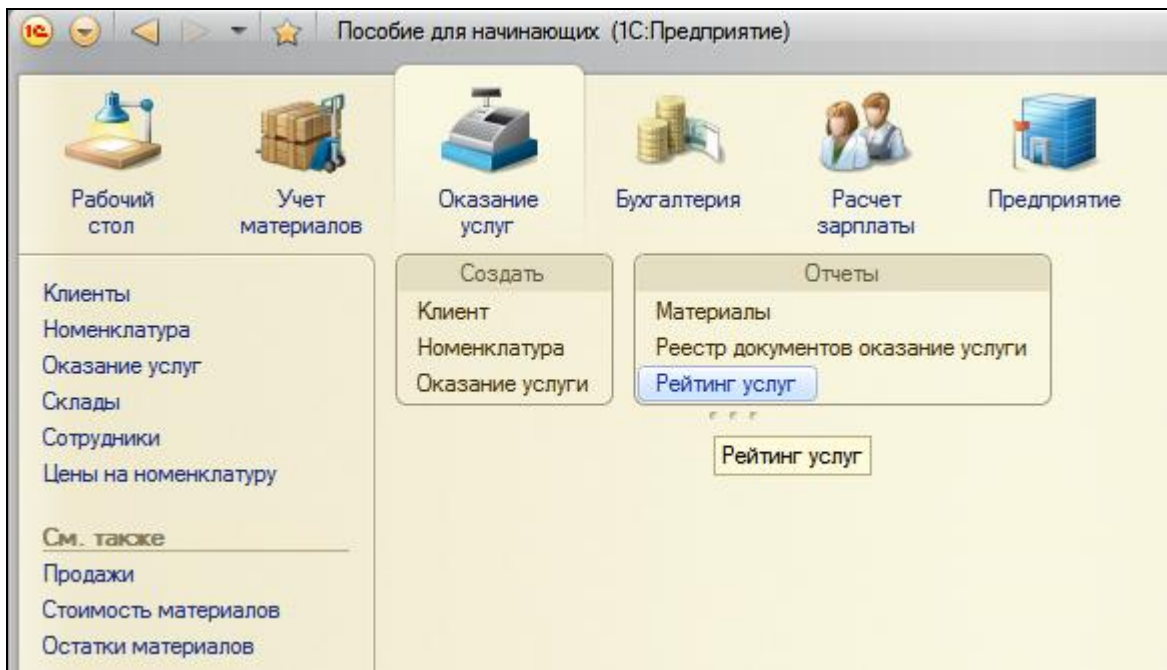 1С Пособие для начинающих (1С:Предприятие)
Рабочий
стол
Учет
материалов
Оказание
услуг
Бухгалтерия
Расчет
зарплаты
Предприятие
Клиенты
Номенклатура
Оказание услуг
Склады
Сотрудники
Цены на номенклатуру
См. также
Продажи
Стоимость материалов
Остатки материалов
Создать
Клиент
Номенклатура
Оказание услуги
Отчеты
Материалы
Реестр документов оказание услуги
Рейтинг услуг
Рейтинг услуг